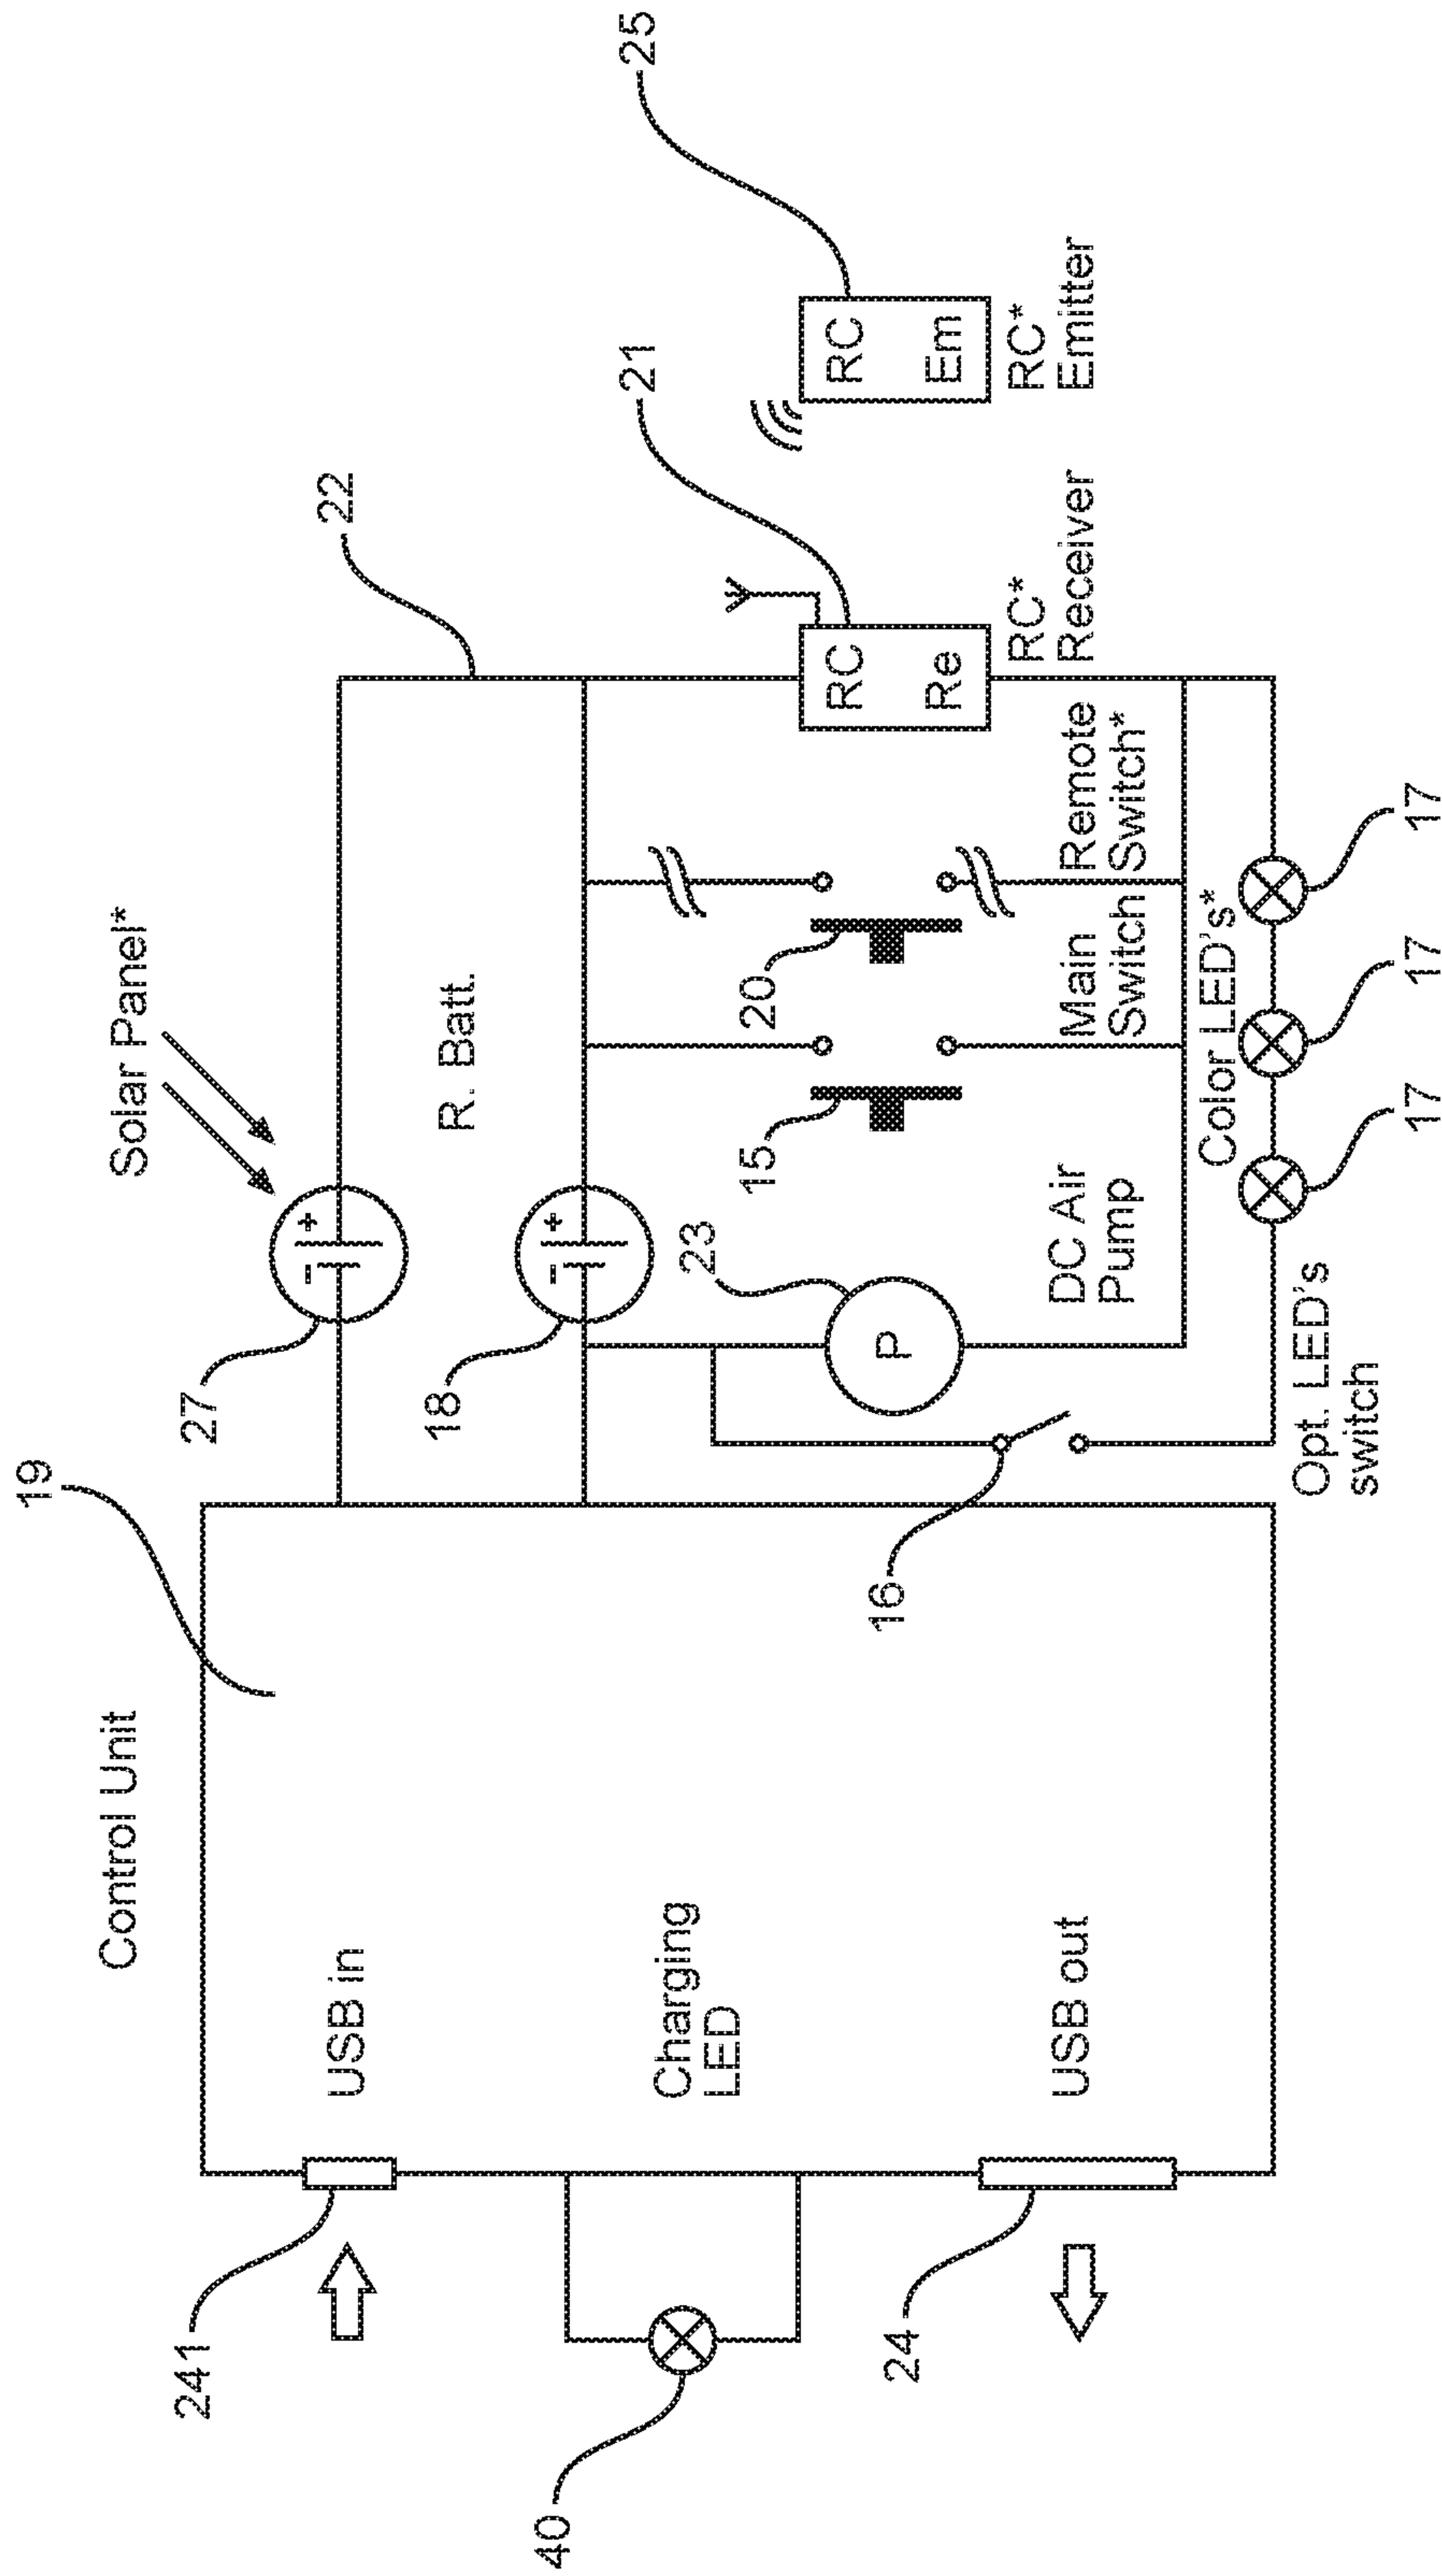 Control Unit
19
Solar Panel*
27
22
25
241
USB in
R. Batt.
18
21
23
15
20
Charging
LED
40
P
RC
Re
RC
Em
16
24
USB out
DC Air
Pump
Main
Switch
Remote
Switch*
RC*
Receiver
RC*
Emitter
Color LED's*
Opt. LED's
switch
17
17
17
− +
− +